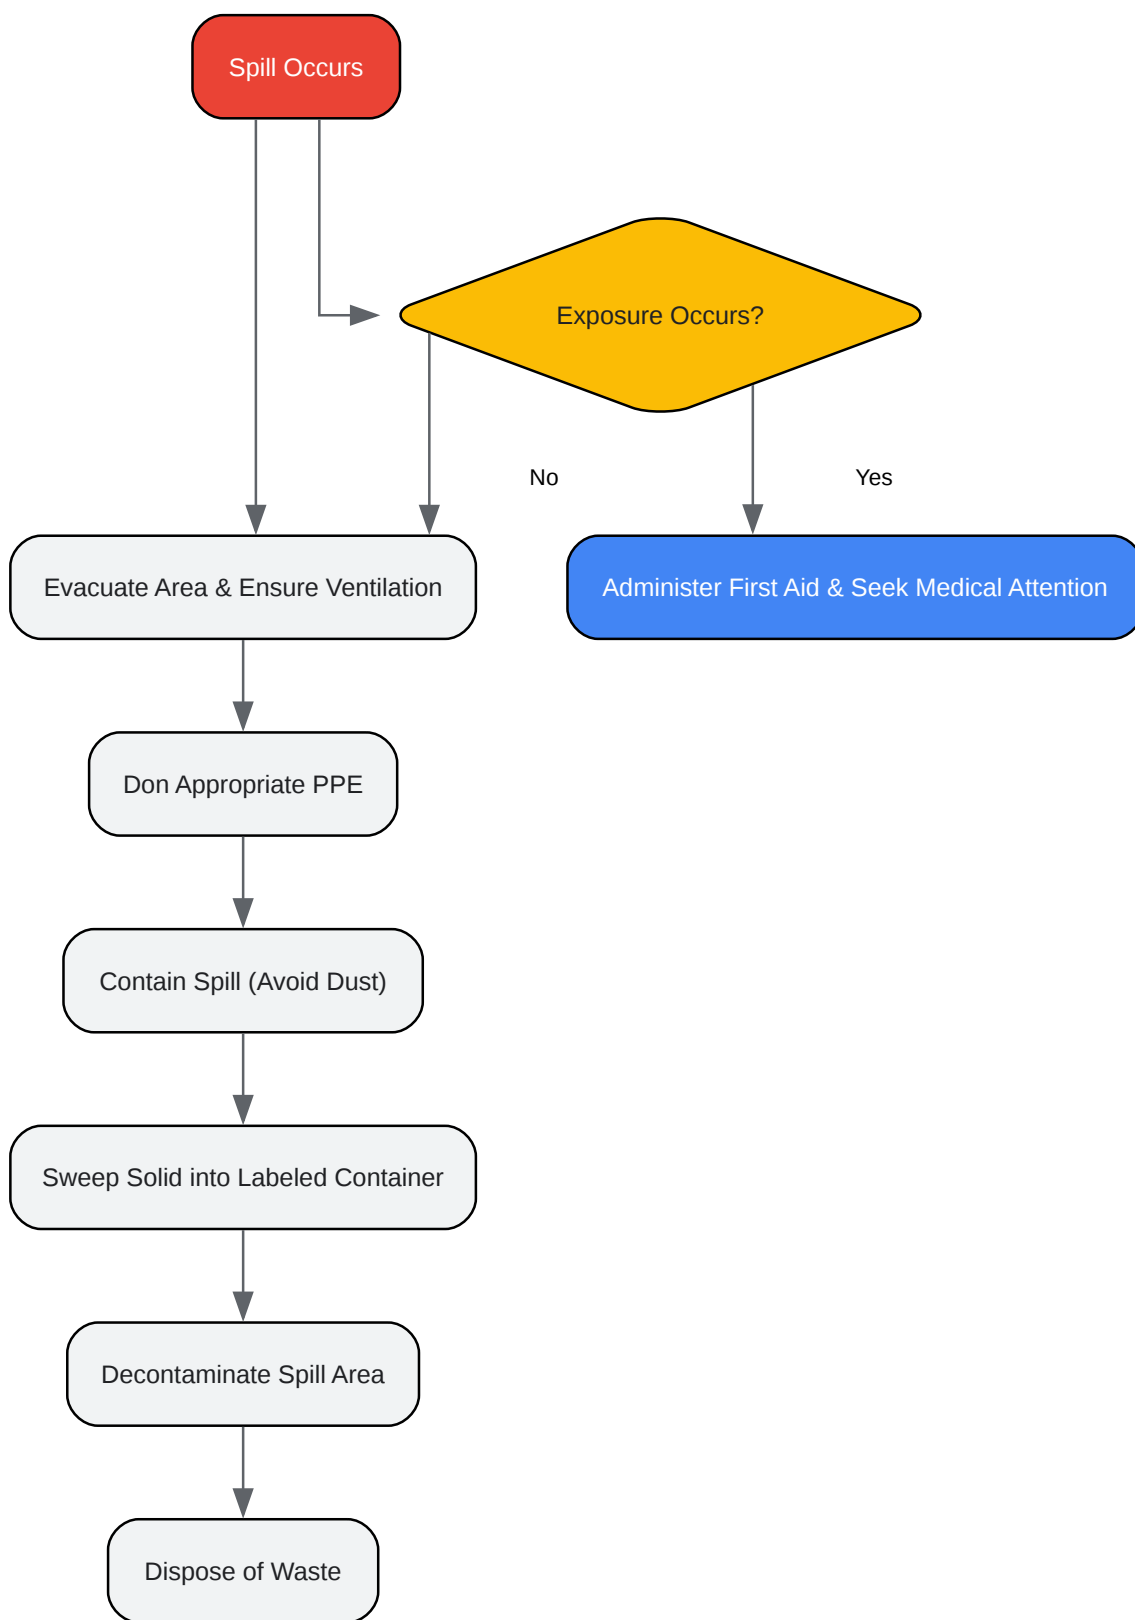 Spill Occurs
Exposure Occurs?
No
Yes
Evacuate Area & Ensure Ventilation
Administer First Aid & Seek Medical Attention
Don Appropriate PPE
Contain Spill (Avoid Dust)
Sweep Solid into Labeled Container
Decontaminate Spill Area
Dispose of Waste